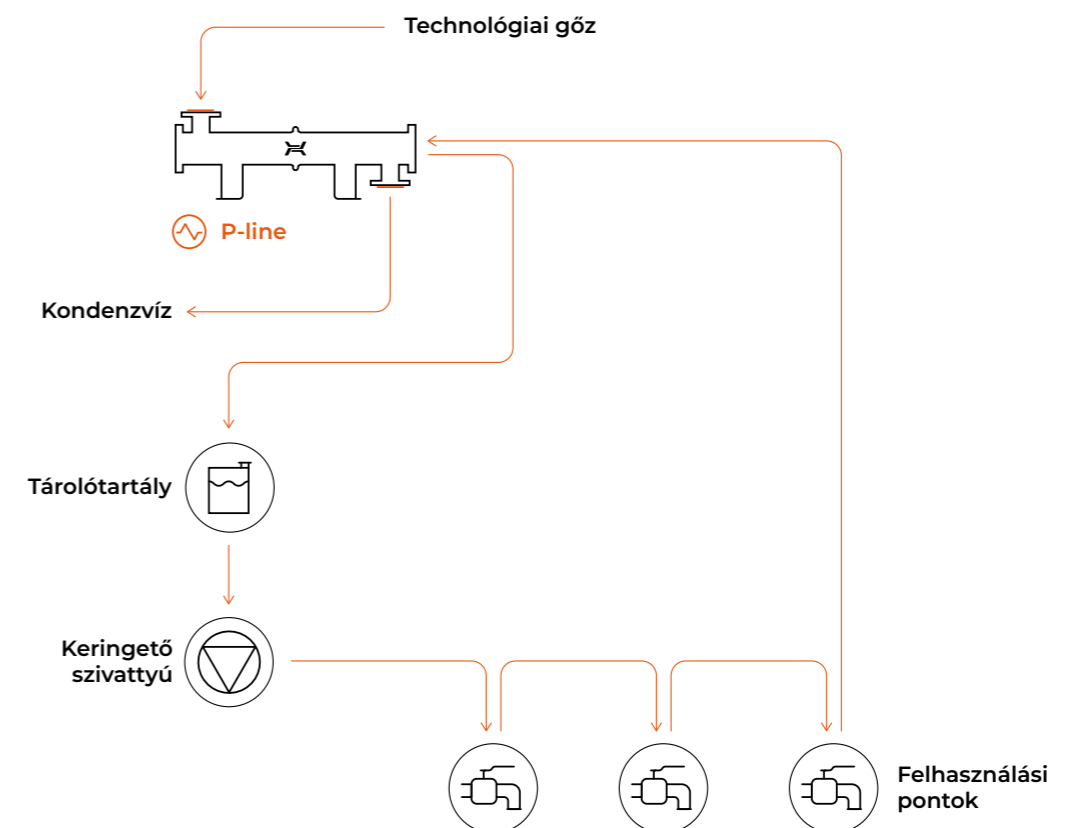 Technológiai gőz
P-line
Kondenzvíz
Tárolótartály
Keringető
szivattyú
Felhasználási
pontok